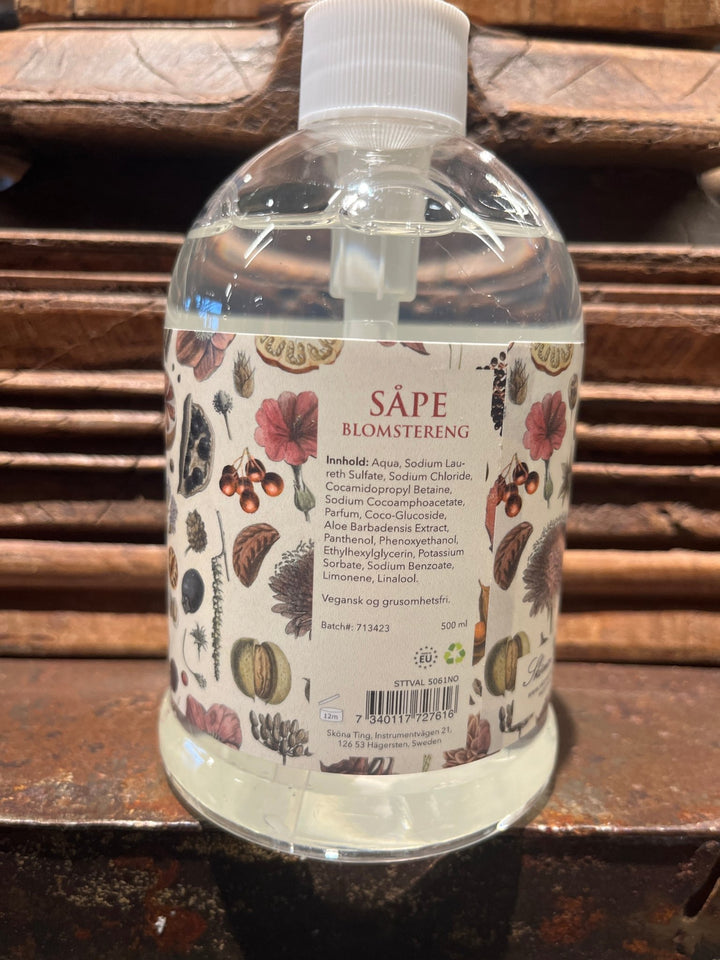 SÅPE
BLOMSTERENG
Innhold: Aqua, Sodium Lau-
reth Sulfate, Sodium Chloride,
Cocamidopropyl Betaine,
Sodium Cocoamphoacetate,
Parfum, Coco-Glucoside,
Aloe Barbadensis Extract,
Panthenol, Phenoxyethanol,
Ethylhexylglycerin, Potassium
Sorbate, Sodium Benzoate,
Limonene, Linalool.
Vegansk og grusomhetsfri.
Batch#: 713423 500 ml
EU
STTVAL 5061NO
12m
7 340117 727616
Sköna Ting, Instrumentvägen 21,
126 53 Hägersten, Sweden